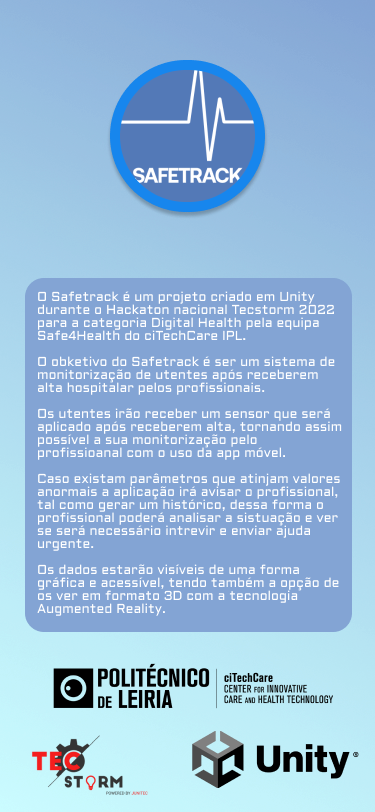 SAFETRACK
O Safetrack é um projeto criado em Unity
durante o Hackaton nacional Tecstorm 2022
para a categoria Digital Health pela equipa
Safe4Health do ciTechCare IPL.
O obketivo do Safetrack é ser um sistema de
monitorização de utentes após receberem
alta hospitalar pelos profissionais.
Os utentes irão receber um sensor que será
aplicado após receberem alta, tornando assim
possível a sua monitorização pelo
profissioanal com o uso da app móvel.
Caso existam parâmetros que atinjam valores
anormais a aplicação irá avisar o profissional,
tal como gerar um histórico, dessa forma o
profissional poderá analisar a sistuação e ver
se será necessário intrevir e enviar ajuda
urgente.
Os dados estarão visíveis de uma forma
gráfica e acessível, tendo também a opção de
os ver em formato 3D com a tecnologia
Augmented Reality.
POLITÉCNICO
DE LEIRIA
ciTechCare
CENTER FOR INNOVATIVE
CARE AND HEALTH TECHNOLOGY
TEC
STORM
POWERED BY JUNITEC
Unity®